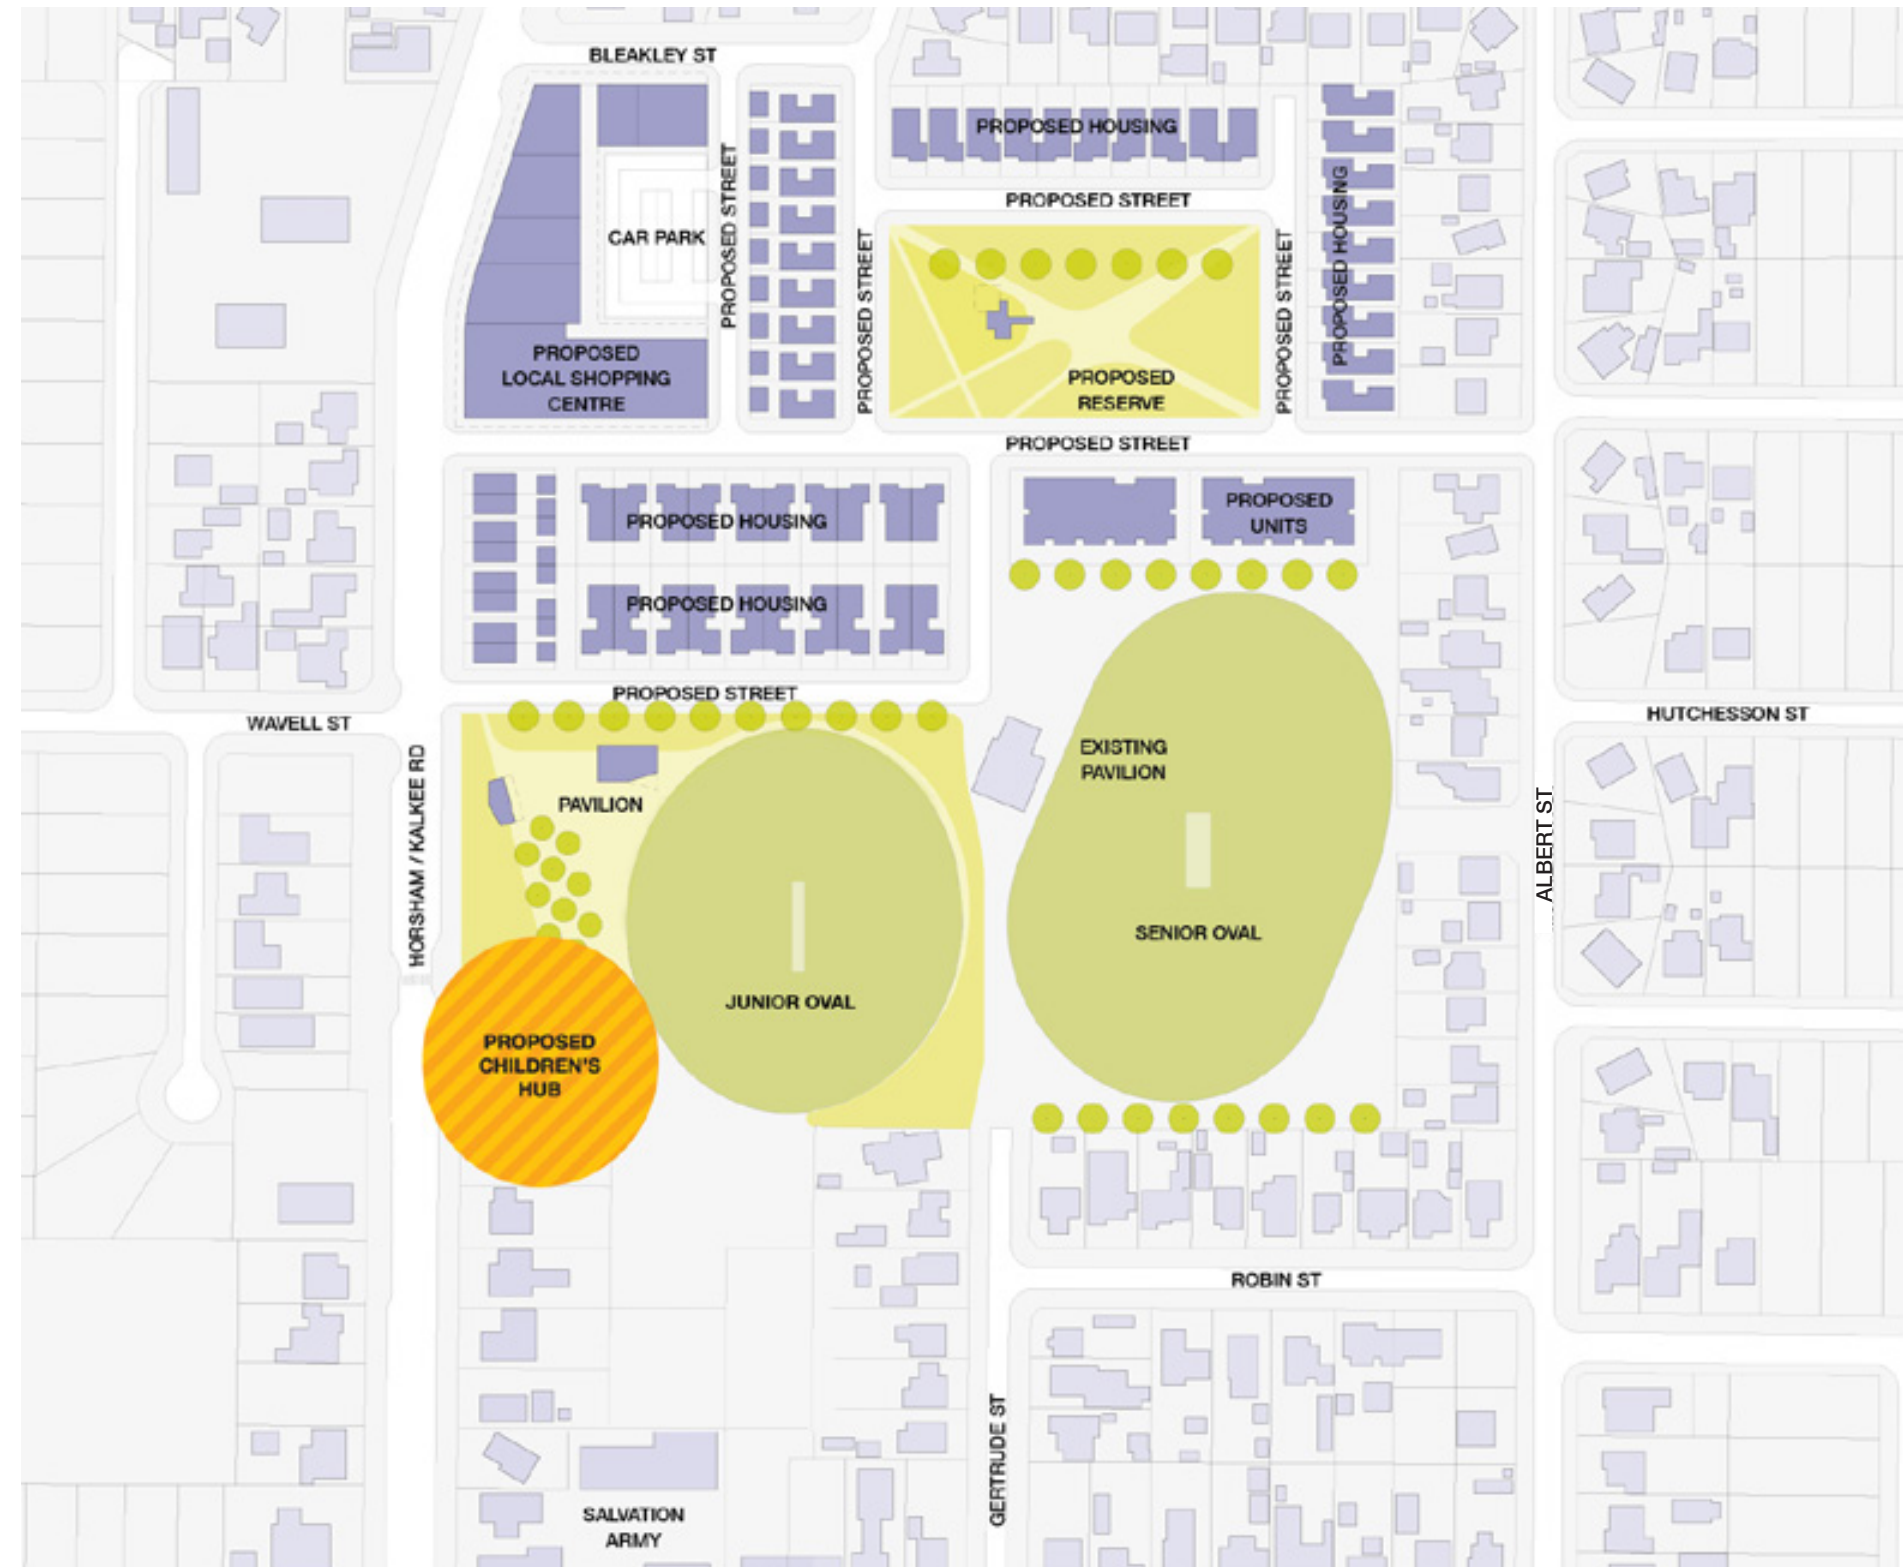 BLEAKLEY ST
PROPOSED HOUSING
PROPOSED STREET
PROPOSED STREET
PROPOSED HOUSING
CAR PARK
PROPOSED STREET
PROPOSED STREET
PROPOSED
LOCAL SHOPPING
CENTRE
PROPOSED
RESERVE
PROPOSED STREET
PROPOSED HOUSING
PROPOSED
UNITS
PROPOSED HOUSING
PROPOSED STREET
WAVELL ST
HUTCHESSON ST
HORSHAM / KALKEE RD
PAVILION
EXISTING
PAVILION
ALBERT ST
SENIOR OVAL
JUNIOR OVAL
PROPOSED
CHILDREN'S
HUB
ROBIN ST
GERTRUDE ST
SALVATION
ARMY